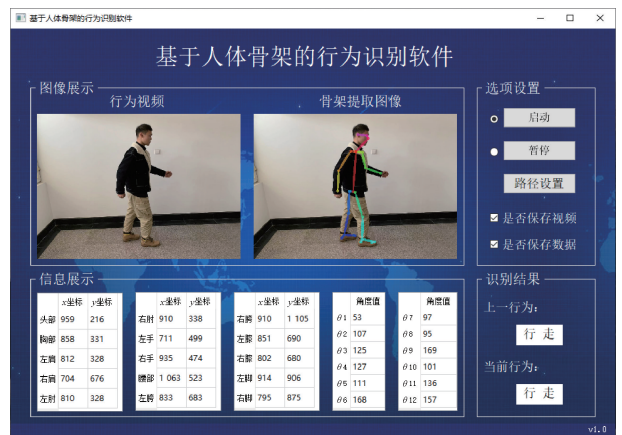 基于人体骨架的行为识别软件
基于人体骨架的行为识别软件
图像展示
行为视频
骨架提取图像
选项设置
启动
暂停
路径设置
是否保存视频
是否保存数据
信息展示
x坐标 y坐标
头部 959 216
胸部 858 331
左肩 812 328
右肩 704 676
左肘 810 328
x坐标 y坐标
右肘 910 338
左手 711 499
右手 935 474
腰部 1 063 523
左胯 833 683
x坐标 y坐标
右胯 910 1 105
左膝 851 690
右膝 802 680
左脚 914 906
右脚 795 875
角度值
θ1 53
θ2 107
θ3 125
θ4 127
θ5 111
θ6 168
角度值
θ7 97
θ8 95
θ9 169
θ10 101
θ11 136
θ12 157
识别结果
上一行为:
行 走
当前行为:
行 走
v1.0